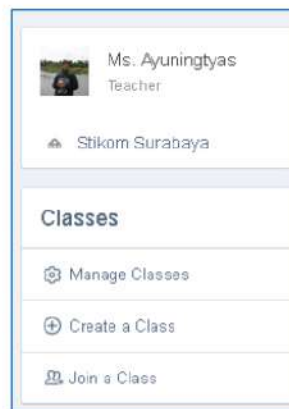 Ms. Ayuningtyas
Teacher
Stikom Surabaya
Classes
Manage Classes
Create a Class
Join a Class